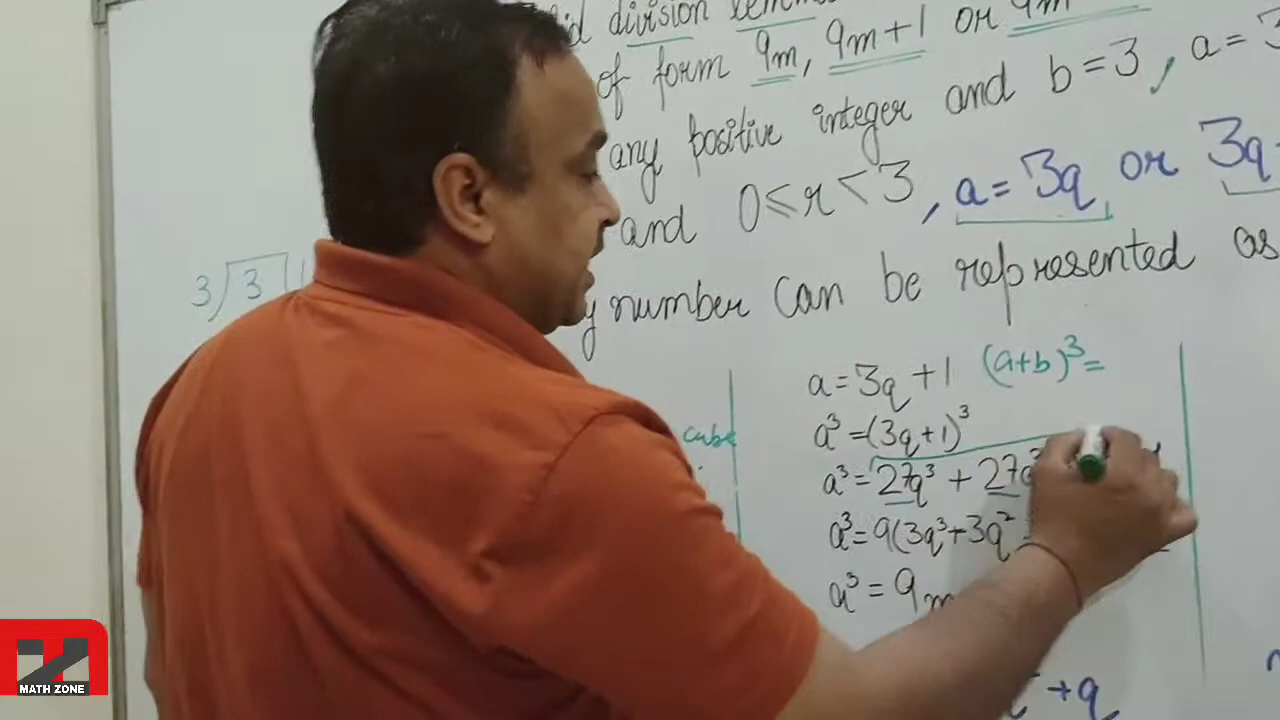 division
of form 9m, 9m+1 or 9m
any positive integer and b=3, a=3
and 0≤r<3, a=3q or 3q
number can be represented as
3 3
cube
a=3q+1 (a+b)³=
a³=(3q+1)³
a³=27q³+27q
a³=9(3q³+3q²
a³=9m
+q
MATH ZONE